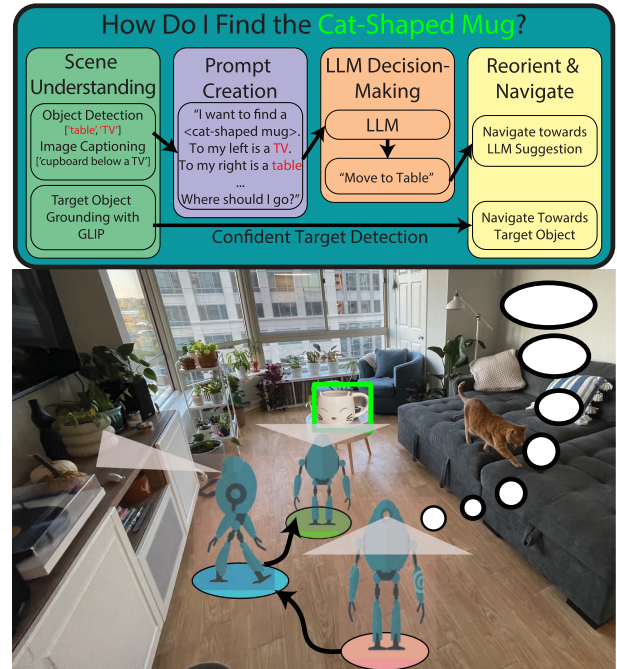 How Do I Find the Cat-Shaped Mug?
Scene
Understanding
Object Detection
['table', 'TV']
Image Captioning
['cupboard below a TV']
Target Object
Grounding with
GLIP
Prompt
Creation
“I want to find a
<cat-shaped mug>.
To my left is a TV.
To my right is a table
...
Where should I go?”
LLM Decision-
Making
LLM
“Move to Table”
Reorient &
Navigate
Navigate towards
LLM Suggestion
Navigate Towards
Target Object
Confident Target Detection